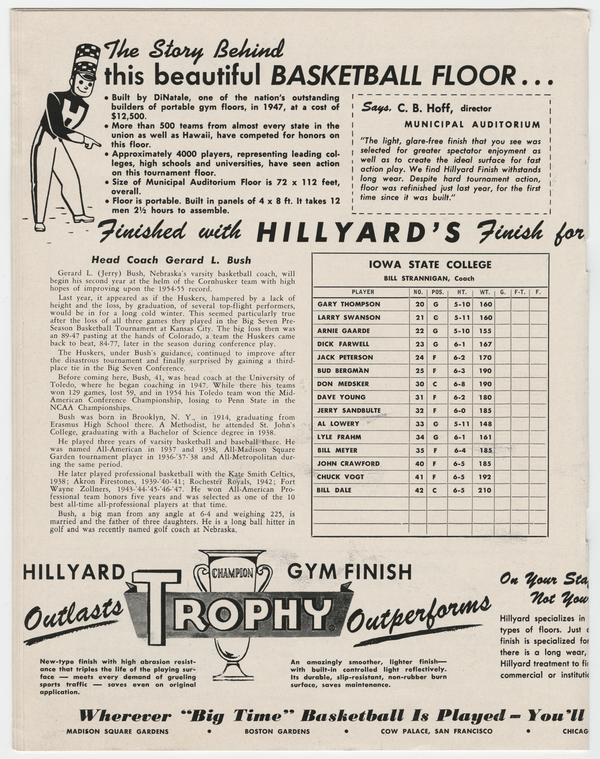 The Story Behind
this beautiful BASKETBALL FLOOR...
• Built by DiNatale, one of the nation's outstanding
builders of portable gym floors, in 1947, at a cost of
$12,500.
• More than 500 teams from almost every state in the
union as well as Hawaii, have competed for honors on
this floor.
• Approximately 4000 players, representing leading col-
leges, high schools and universities, have seen action
on this tournament floor.
• Size of Municipal Auditorium Floor is 72 x 112 feet,
overall.
• Floor is portable. Built in panels of 4 x 8 ft. It takes 12
men 2½ hours to assemble.
Says, C. B. Hoff, director
MUNICIPAL AUDITORIUM
"The light, glare-free finish that you see was
selected for greater spectator enjoyment as
well as to create the ideal surface for fast
action play. We find Hillyard Finish withstands
long wear. Despite hard tournament action,
floor was refinished just last year, for the first
time since it was built."
H
Finished with HILLYARD'S Finish for
Head Coach Gerard L. Bush
Gerard L. (Jerry) Bush, Nebraska's varsity basketball coach, will
begin his second year at the helm of the Cornhusker team with high
hopes of improving upon the 1954-55 record.
Last year, it appeared as if the Huskers, hampered by a lack of
height and the loss, by graduation, of several top-flight performers,
would be in for a long cold winter. This seemed particularly true
after the loss of all three games they played in the Big Seven Pre-
Season Basketball Tournament at Kansas City. The big loss then was
an 89-47 pasting at the hands of Colorado, a team the Huskers came
back to beat, 84-77, later in the season during conference play.
The Huskers, under Bush's guidance, continued to improve after
the disastrous tournament and finally surprised by gaining a third-
place tie in the Big Seven Conference.
Before coming here, Bush, 41, was head coach at the University of
Toledo, where he began coaching in 1947. While there his teams
won 129 games, lost 59, and in 1954 his Toledo team won the Mid-
American Conference Championship, losing to Penn State in the
NCAA Championships.
Bush was born in Brooklyn, N. Y., in 1914, graduating from
Erasmus High School there. A Methodist, he attended St. John's
College, graduating with a Bachelor of Science degree in 1938.
He played three years of varsity basketball and baseball there. He
was named All-American in 1937 and 1938, All-Madison Square
Garden tournament player in 1936-'37-'38 and All-Metropolitan dur-
ing the same period.
He later played professional basketball with the Kate Smith Celtics,
1938; Akron Firestones, 1939-'40-'41; Rochester Royals, 1942; Fort
Wayne Zollners, 1943-'44-'45-'46-'47. He won All-American Pro-
fessional team honors five years and was selected as one of the 10
best all-time all-professional players at that time.
Bush, a big man from any angle at 6-4 and weighing 225, is
married and the father of three daughters. He is a long ball hitter in
golf and was recently named golf coach at Nebraska.
IOWA STATE COLLEGE
BILL STRANNIGAN, Coach
PLAYER NO. POS. HT. WT. G. F-T. F.
GARY THOMPSON 20 G 5-10 160
LARRY SWANSON 21 G 5-11 160
ARNIE GAARDE 22 G 5-10 155
DICK FARWELL 23 G 6-1 167
JACK PETERSON 24 F 6-2 170
BUD BERGMAN 25 F 6-3 190
DON MEDSKER 30 C 6-8 190
DAVE YOUNG 31 F 6-2 180
JERRY SANDBULTE 32 F 6-0 185
AL LOWERY 33 G 5-11 148
LYLE FRAHM 34 G 6-1 161
BILL MEYER 35 F 6-4 185
JOHN CRAWFORD 40 F 6-5 185
CHUCK VOGT 41 F 6-5 192
BILL DALE 42 C 6-5 210
HILLYARD CHAMPION GYM FINISH
Outlasts TROPHY Outperforms
New-type finish with high abrasion resist-
ance that triples the life of the playing sur-
face — meets every demand of grueling
sports traffic — saves even on original
application.
An amazingly smoother, lighter finish—
with built-in controlled light reflectively.
Its durable, slip-resistant, non-rubber burn
surface, saves maintenance.
On Your Sta
Not You
Hillyard specializes in
types of floors. Just
finish is specialized fo
there is a long wear,
Hillyard treatment to fi
commercial or institutio
Wherever "Big Time" Basketball Is Played – You'll
MADISON SQUARE GARDENS • BOSTON GARDENS • COW PALACE, SAN FRANCISCO • CHICAG